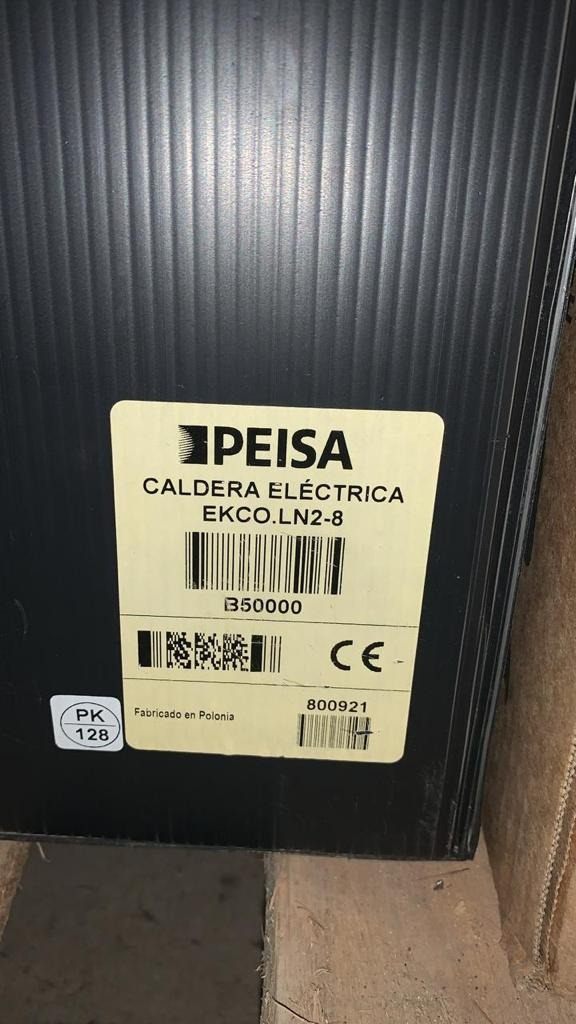 PEISA
CALDERA ELÉCTRICA
EKCO.LN2-8
B50000
CE
Fabricado en Polonia
800921
PK
128